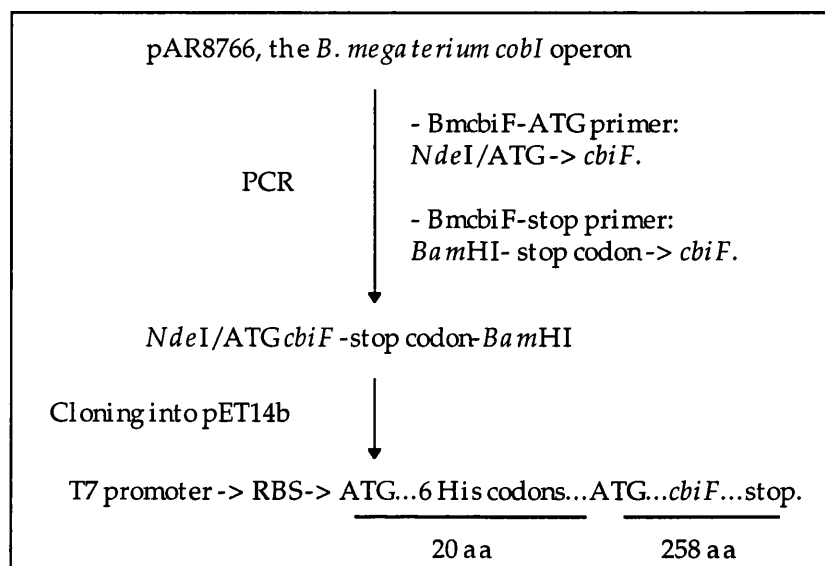 pAR8766, the B. megaterium cobI operon
- BmcbiF-ATG primer:
NdeI/ATG-> cbiF.
PCR
- BmcbiF-stop primer:
BamHI- stop codon-> cbiF.
NdeI/ATGcbiF-stop codon-BamHI
Cloning into pET14b
T7 promoter -> RBS-> ATG...6 His codons...ATG...cbiF...stop.
20 aa 258 aa